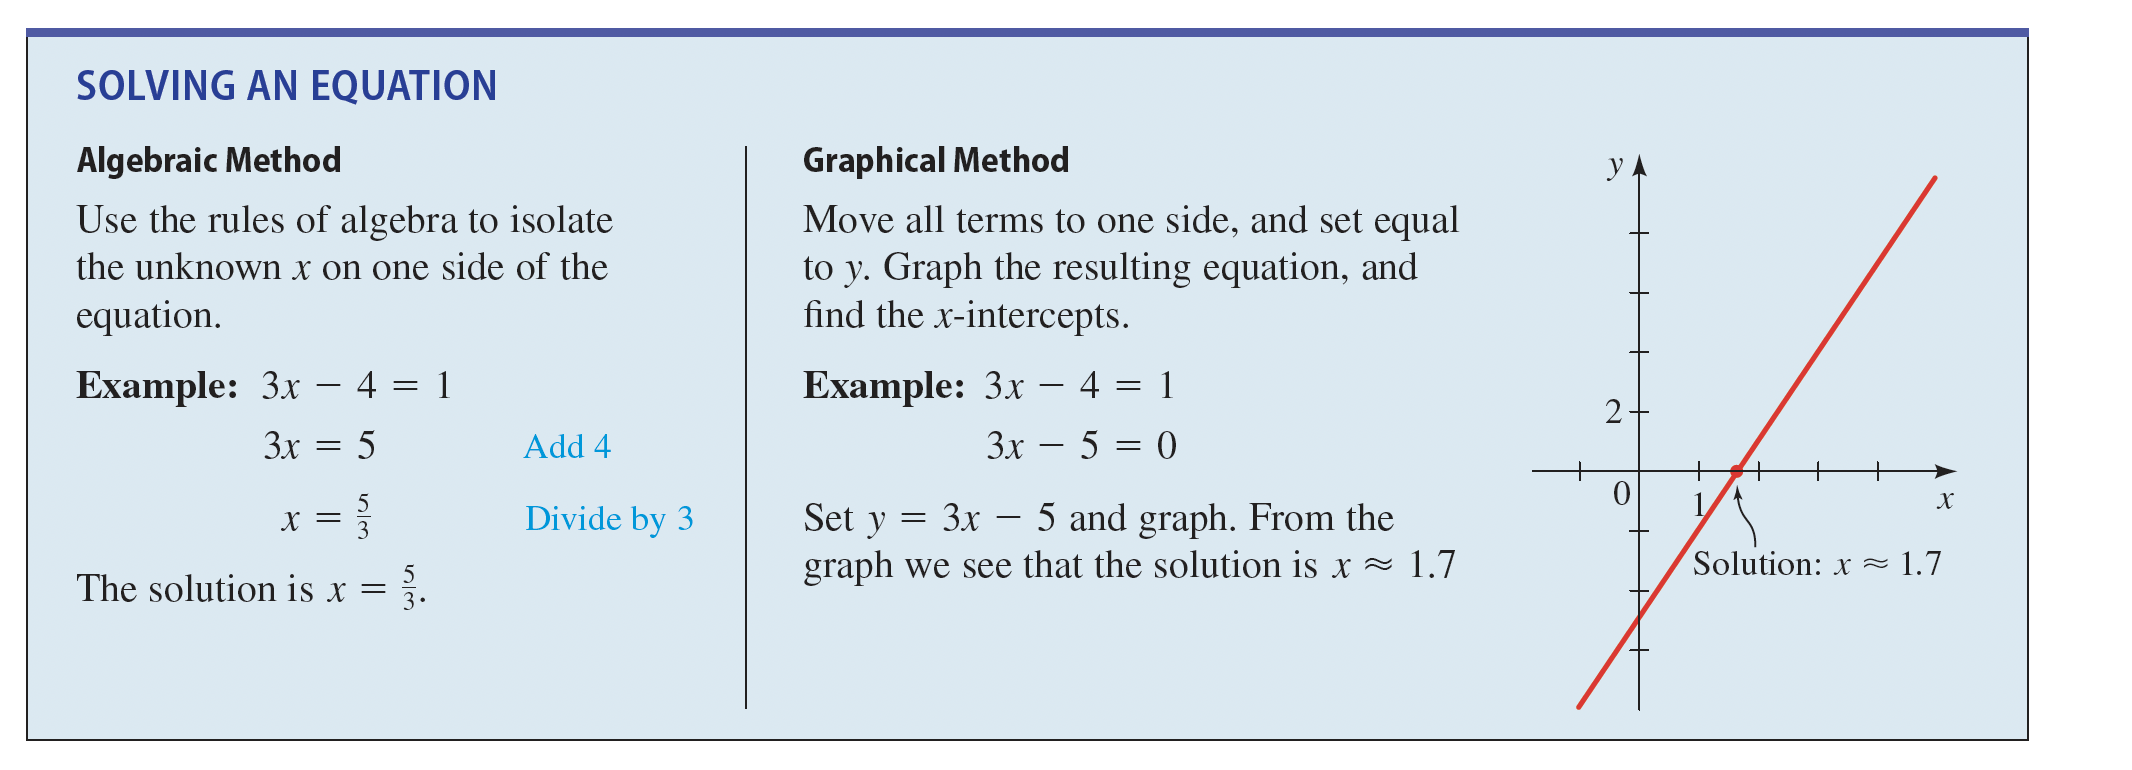 SOLVING AN EQUATION
Algebraic Method
Use the rules of algebra to isolate
the unknown x on one side of the
equation.
Example: 3x − 4 = 1
3x = 5 Add 4
x = 5/3 Divide by 3
The solution is x = 5/3.
Graphical Method
Move all terms to one side, and set equal
to y. Graph the resulting equation, and
find the x-intercepts.
Example: 3x − 4 = 1
3x − 5 = 0
Set y = 3x − 5 and graph. From the
graph we see that the solution is x ≈ 1.7
y
2
0
1
x
Solution: x ≈ 1.7